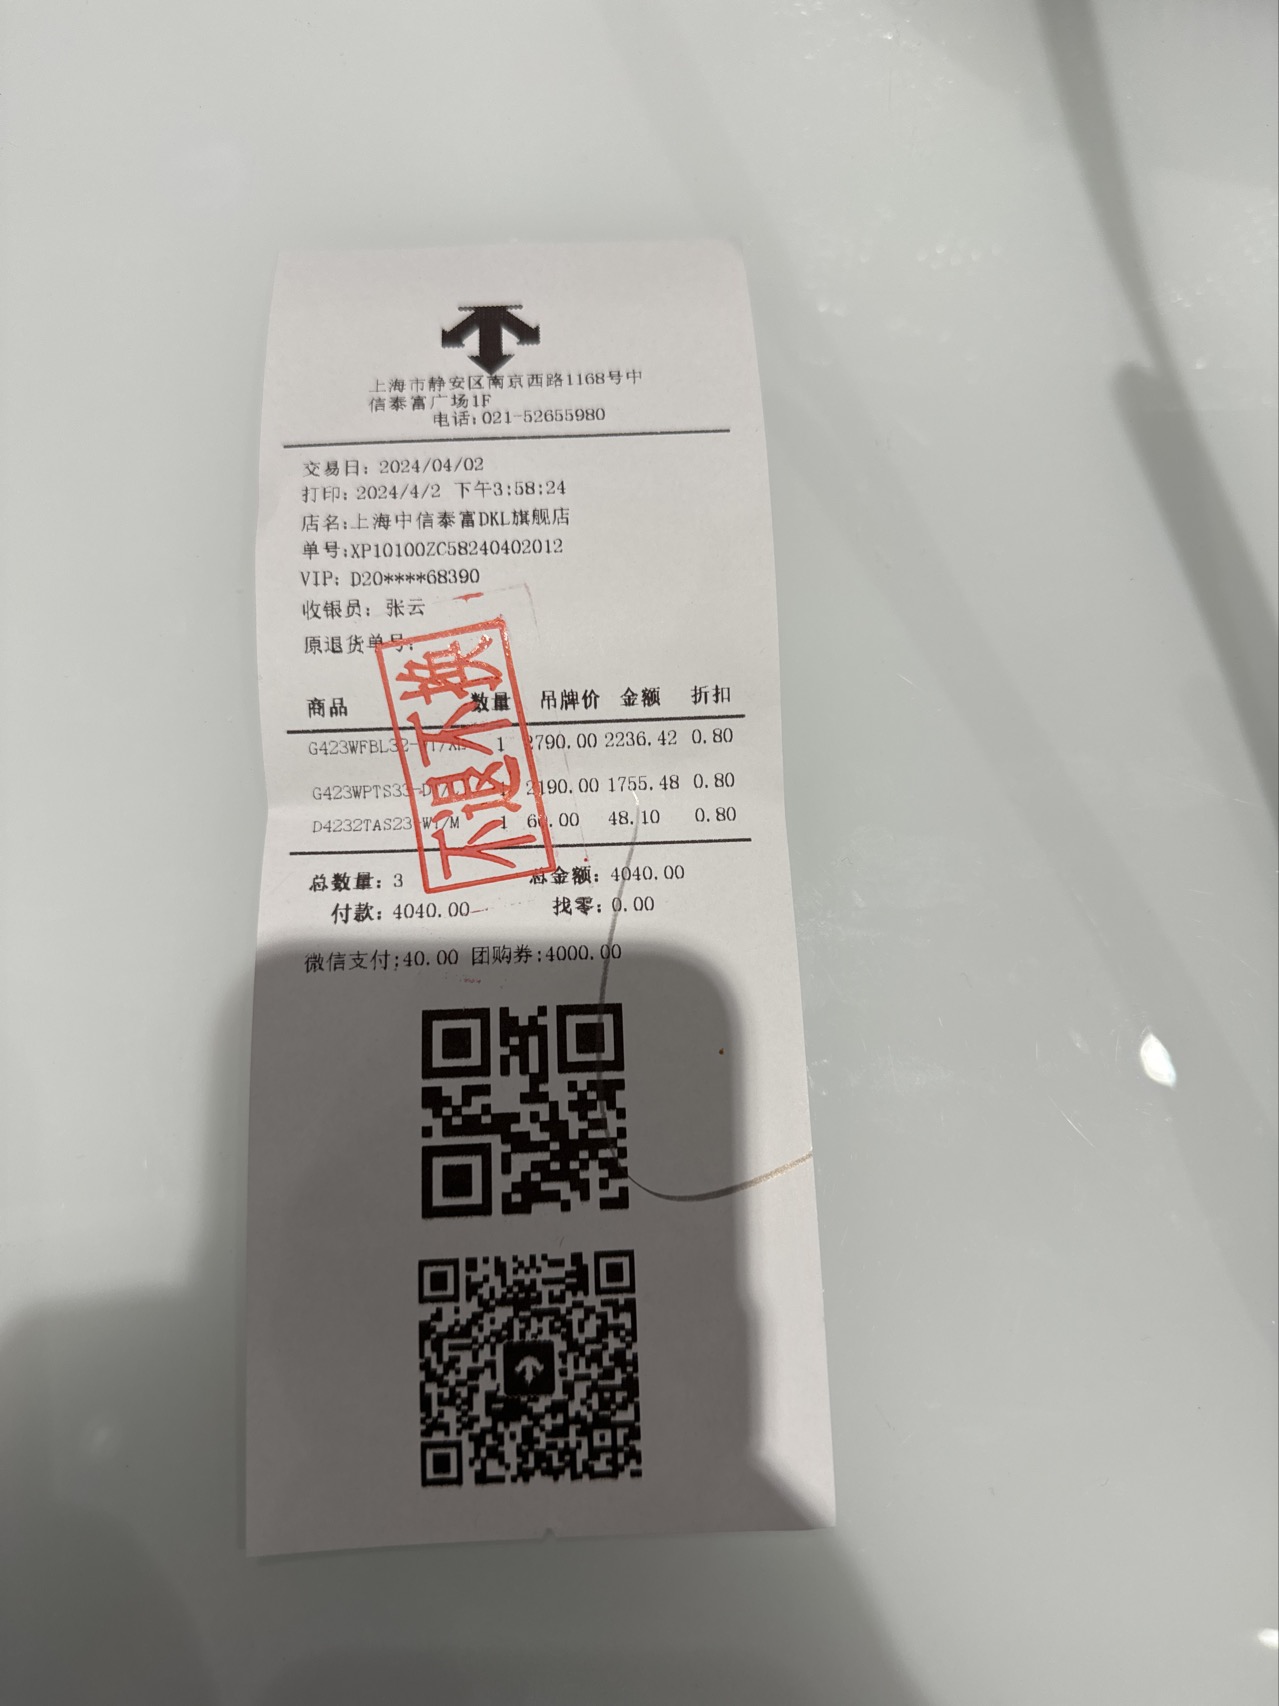 上海市静安区南京西路1168号中
信泰富广场1F
电话:021-52655980
交易日: 2024/04/02
打印: 2024/4/2 下午3:58:24
店名:上海中信泰富DKL旗舰店
单号:XP10100ZC58240402012
VIP: D20****68390
收银员: 张云
原退货单号:
不退不换
商品 数量 吊牌价 金额 折扣
1 2790.00 2236.42 0.80
2190.00 1755.48 0.80
D4232TAS23-WT/M 1 48.10 0.80
总数量: 3 总金额: 4040.00
付款: 4040.00 找零: 0.00
微信支付:40.00 团购券:4000.00